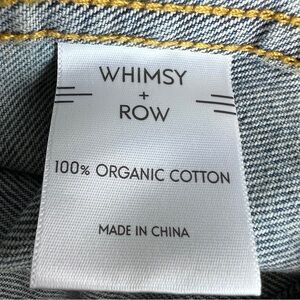 WHIMSY
+
ROW
100% ORGANIC COTTON
MADE IN CHINA